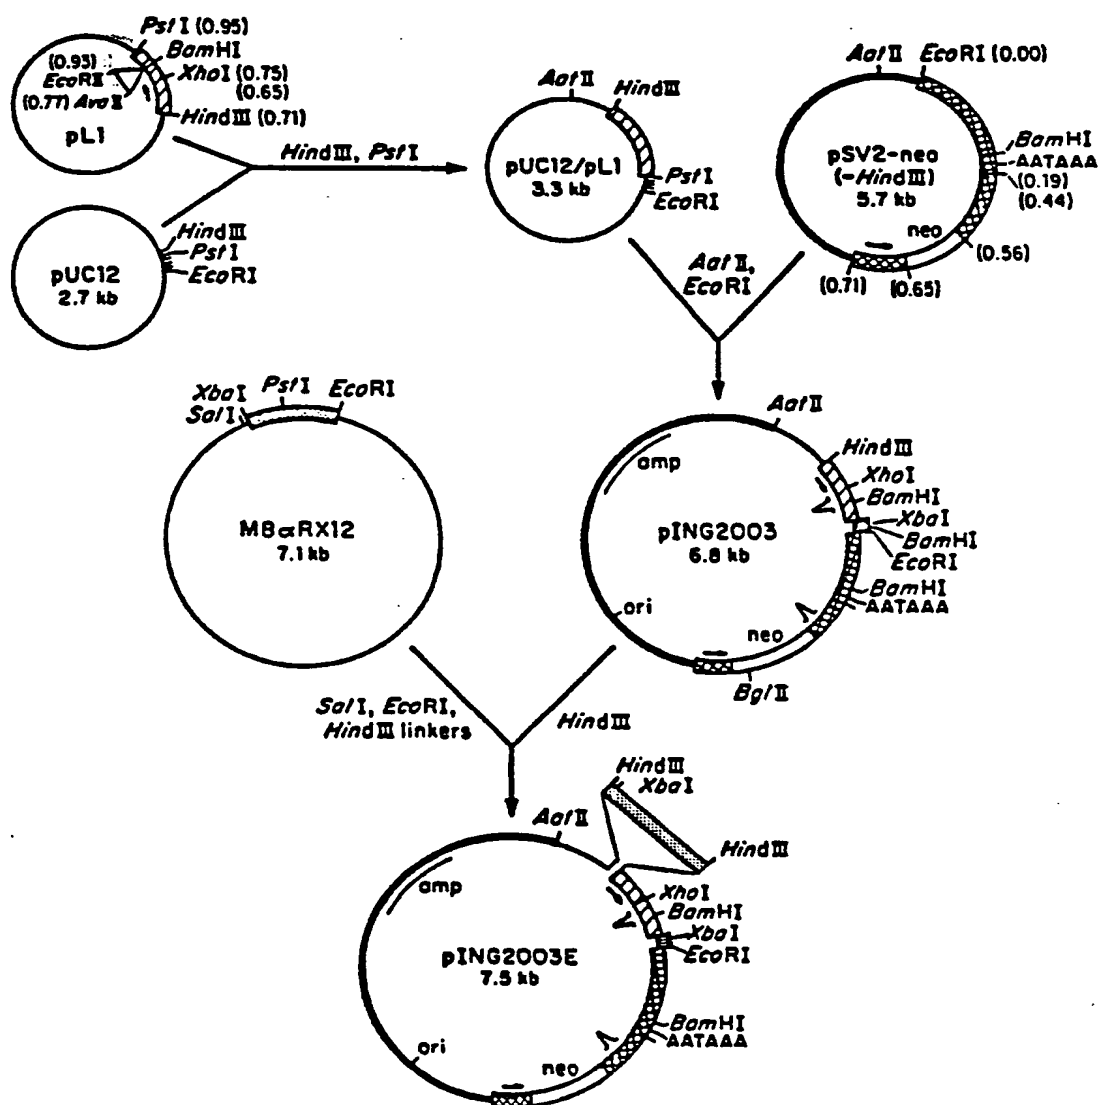 PstI (0.95)
BamHI
(0.93)
EcoRII
XhoI (0.75)
(0.65)
(0.77) AvaII
HindIII (0.71)
pL1
HindIII, PstI
AatII
HindIII
pUC12/pL1
3.3 kb
PstI
EcoRI
AatII
EcoRI (0.00)
pSV2-neo
(-HindIII)
5.7 kb
BamHI
AATAAA
(0.19)
(0.44)
neo
(0.56)
(0.71)
(0.65)
HindIII
PstI
EcoRI
pUC12
2.7 kb
AatII,
EcoRI
XbaI
SalI
PstI
EcoRI
M8αRX12
7.1 kb
AatII
amp
HindIII
XhoI
BamHI
XbaI
BamHI
EcoRI
pING2003
6.8 kb
BamHI
AATAAA
ori
neo
BglII
SalI, EcoRI,
HindIII linkers
HindIII
HindIII
XbaI
AatII
HindIII
amp
XhoI
BamHI
XbaI
EcoRI
pING2003E
7.5 kb
BamHI
AATAAA
ori
neo